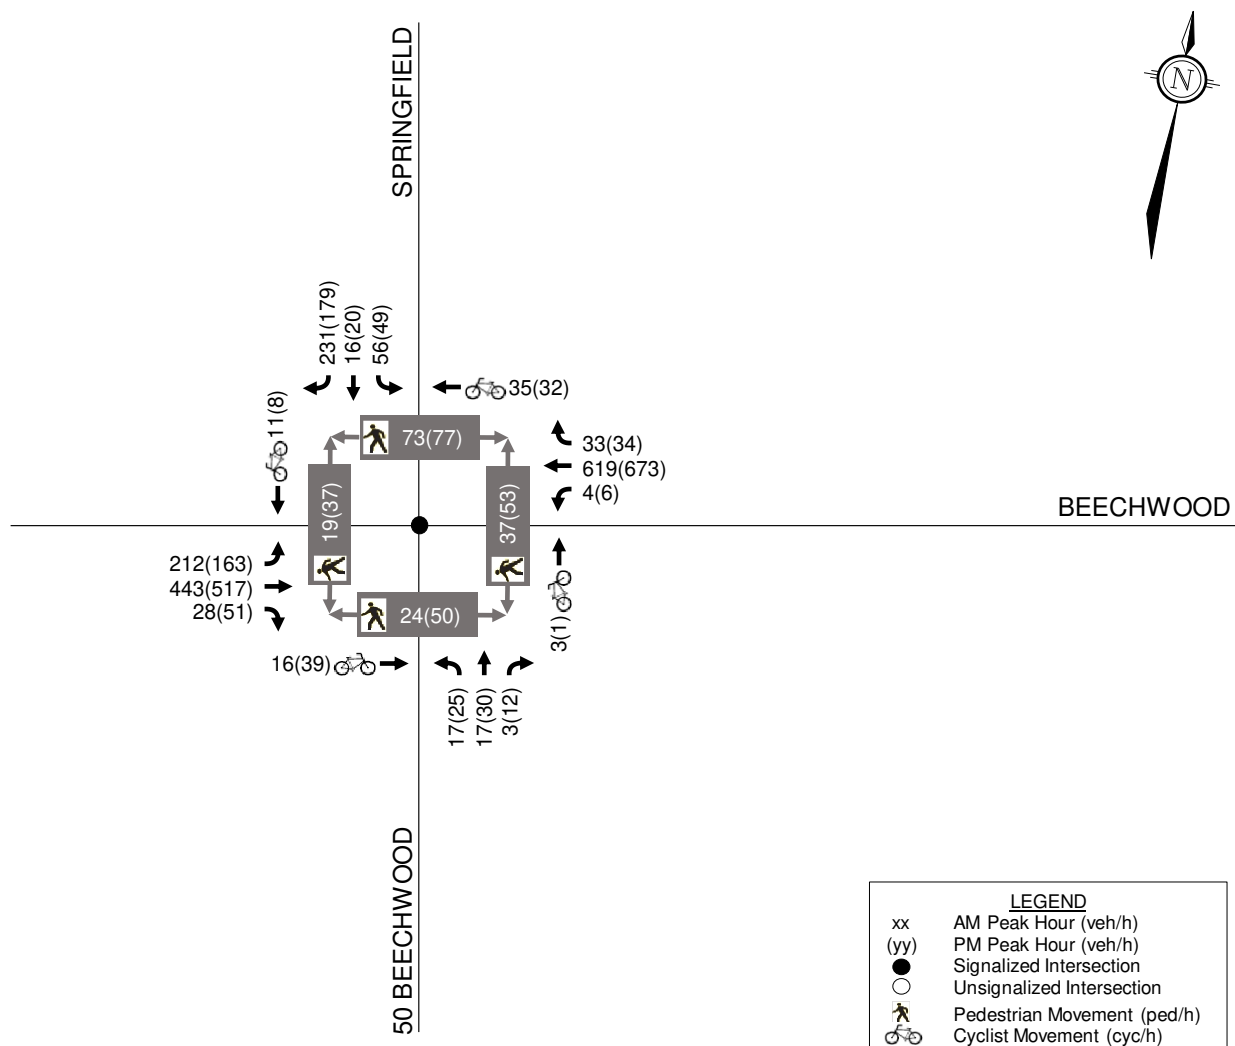 SPRINGFIELD
N
231(179)
16(20)
56(49)
11(8)
35(32)
73(77)
33(34)
619(673)
4(6)
19(37)
37(53)
BEECHWOOD
212(163)
443(517)
28(51)
24(50)
3(1)
16(39)
17(25)
17(30)
3(12)
50 BEECHWOOD
LEGEND
xx AM Peak Hour (veh/h)
(yy) PM Peak Hour (veh/h)
Signalized Intersection
Unsignalized Intersection
Pedestrian Movement (ped/h)
Cyclist Movement (cyc/h)